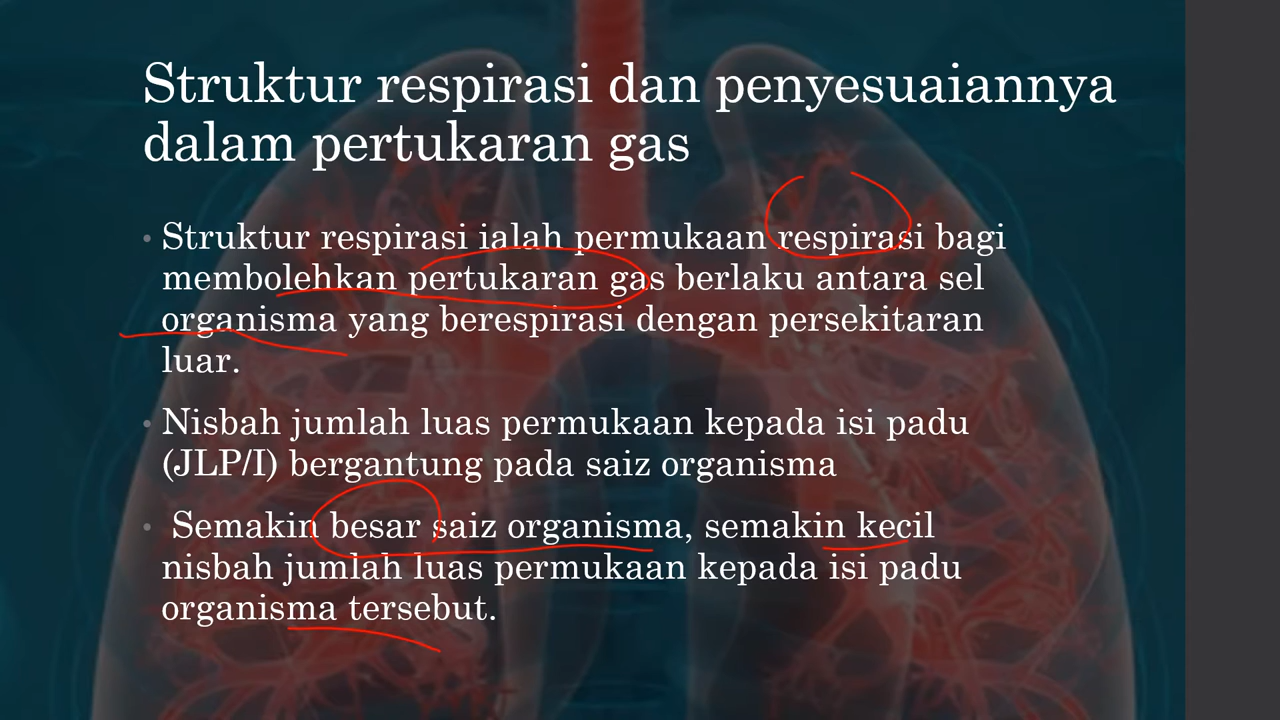 Struktur respirasi dan penyesuaiannya
dalam pertukaran gas
• Struktur respirasi ialah permukaan respirasi bagi
membolehkan pertukaran gas berlaku antara sel
organisma yang berespirasi dengan persekitaran
luar.
• Nisbah jumlah luas permukaan kepada isi padu
(JLP/I) bergantung pada saiz organisma
• Semakin besar saiz organisma, semakin kecil
nisbah jumlah luas permukaan kepada isi padu
organisma tersebut.